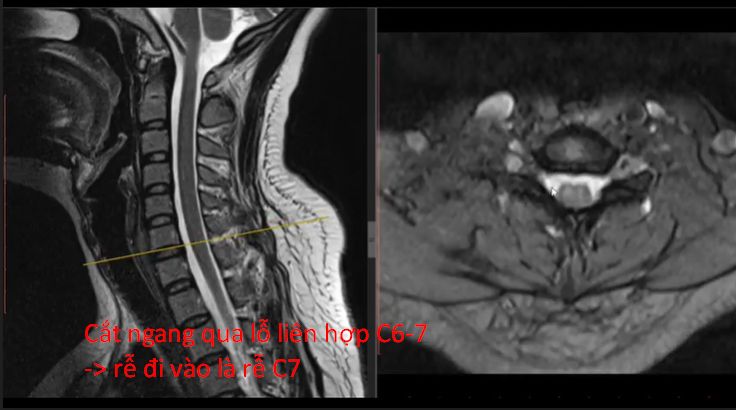 Cắt ngang qua lỗ liên hợp C6-7
-> rễ đi vào là rễ C7